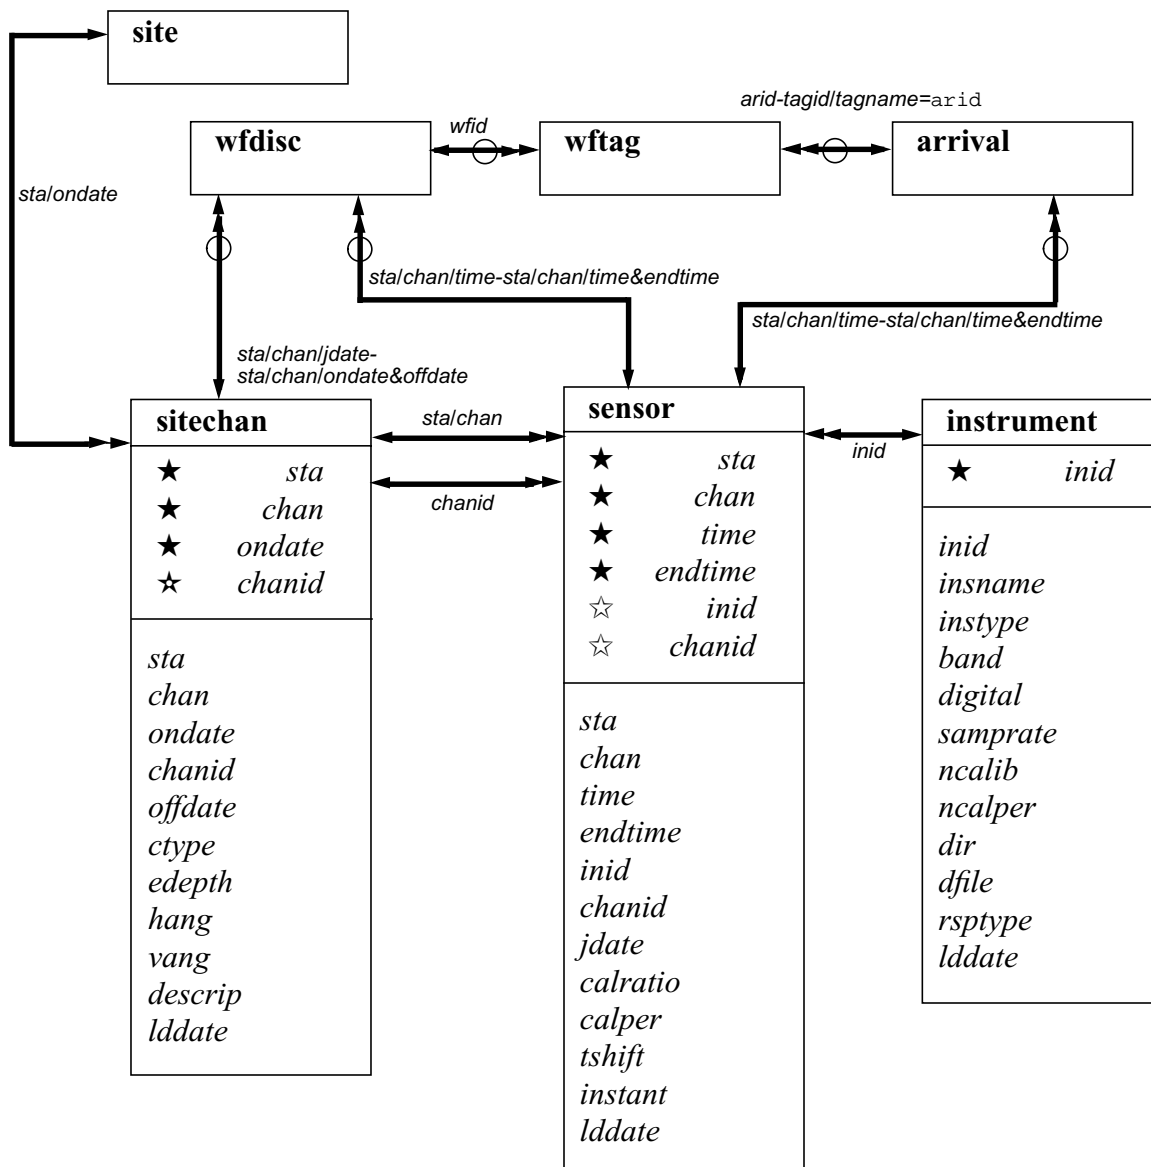 site
arid-tagid/tagname=arid
wfdisc
wfid
wftag
arrival
sta/ondate
sta/chan/time-sta/chan/time&endtime
sta/chan/time-sta/chan/time&endtime
sta/chan/jdate-
sta/chan/ondate&offdate
sitechan
★ sta
★ chan
★ ondate
☆ chanid
sta
chan
ondate
chanid
offdate
ctype
edepth
hang
vang
descrip
lddate
sta/chan
chanid
sensor
★ sta
★ chan
★ time
★ endtime
☆ inid
☆ chanid
sta
chan
time
endtime
inid
chanid
jdate
calratio
calper
tshift
instant
lddate
inid
instrument
★ inid
inid
insname
instype
band
digital
samprate
ncalib
ncalper
dir
dfile
rsptype
lddate